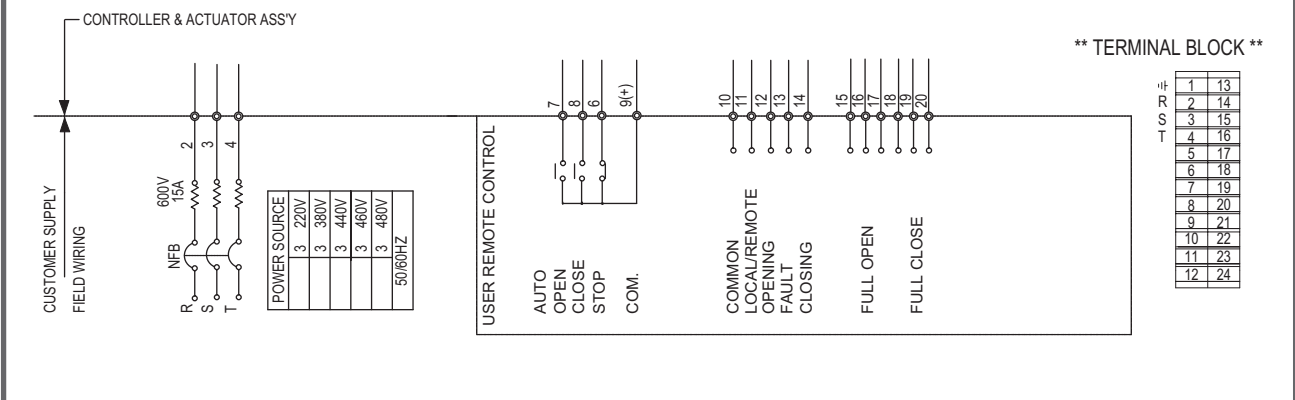 CONTROLLER & ACTUATOR ASS'Y
CUSTOMER SUPPLY
FIELD WIRING
2
3
4
600V
15A
NFB
R
S
T
POWER SOURCE
3 220V
3 380V
3 440V
3 460V
3 480V
50/60HZ
USER REMOTE CONTROL
7
8
6
9(+)
AUTO
OPEN
CLOSE
STOP
COM.
10
11
12
13
14
COMMON
LOCAL/REMOTE
OPENING
FAULT
CLOSING
15
16
17
18
19
20
FULL OPEN
FULL CLOSE
** TERMINAL BLOCK **
1 13
R 2 14
S 3 15
T 4 16
5 17
6 18
7 19
8 20
9 21
10 22
11 23
12 24